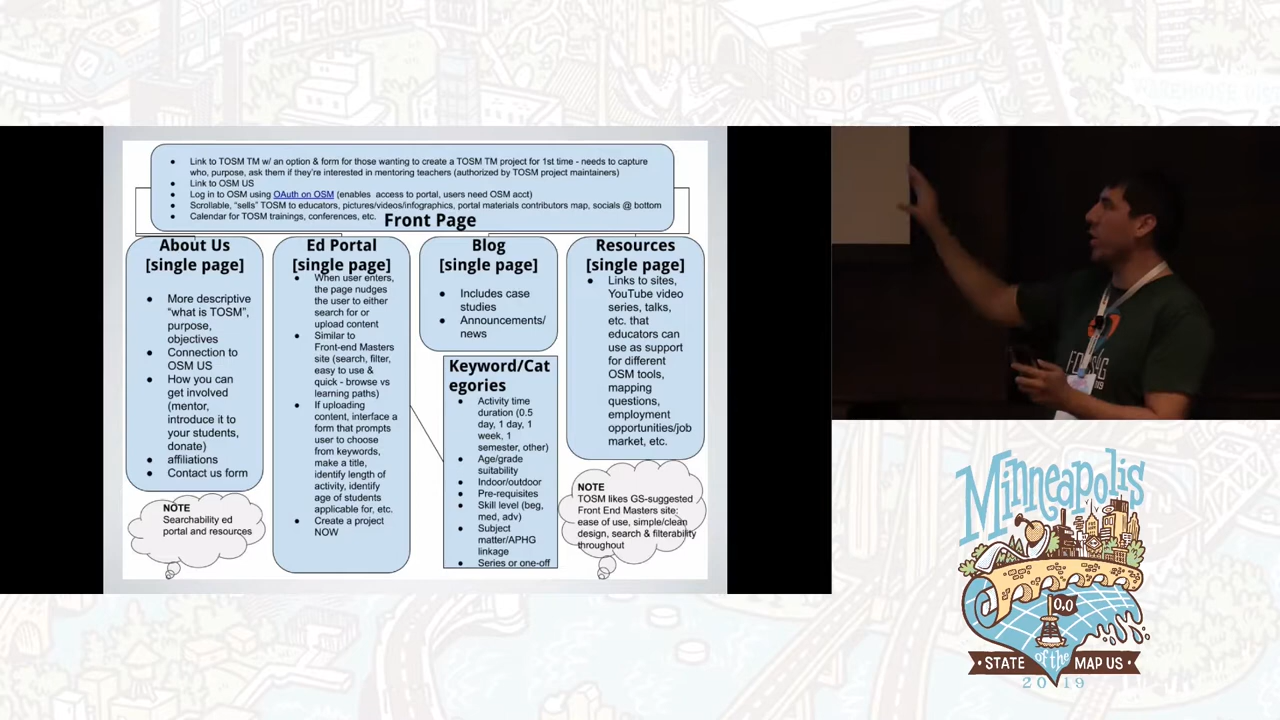 Link to TOSM TM w/ an option & form for those wanting to create a TOSM TM project for 1st time - needs to capture
who, purpose, ask them if they're interested in mentoring teachers (authorized by TOSM project maintainers)
Link to OSM US
Log in to OSM using OAuth on OSM (enables access to portal, users need OSM acct)
Scrollable, "sells" TOSM to educators, pictures/videos/infographics, portal materials contributors map, socials @ bottom
Calendar for TOSM trainings, conferences, etc.
Front Page
About Us
[single page]
More descriptive
"what is TOSM",
purpose,
objectives
Connection to
OSM US
How you can
get involved
(mentor,
introduce it to
your students,
donate)
affiliations
Contact us form
NOTE
Searchability ed
portal and resources
Ed Portal
[single page]
When user enters,
the page nudges
the user to either
search for or
upload content
Similar to
Front-end Masters
site (search, filter,
easy to use &
quick - browse vs
learning paths)
If uploading
content, interface a
form that prompts
user to choose
from keywords,
make a title,
identify length of
activity, identify
age of students
applicable for, etc.
Create a project
NOW
Blog
[single page]
Includes case
studies
Announcements/
news
Keyword/Cat
egories
Activity time
duration (0.5
day, 1 day, 1
week, 1
semester, other)
Age/grade
suitability
Indoor/outdoor
Pre-requisites
Skill level (beg,
med, adv)
Subject
matter/APHG
linkage
Series or one-off
Resources
[single page]
Links to sites,
YouTube video
series, talks,
etc. that
educators can
use as support
for different
OSM tools,
mapping
questions,
employment
opportunities/job
market, etc.
NOTE
TOSM likes GS-suggested
Front End Masters site:
ease of use, simple/clean
design, search & filterability
throughout
Minneapolis
0,0
STATE of the MAP US
2019